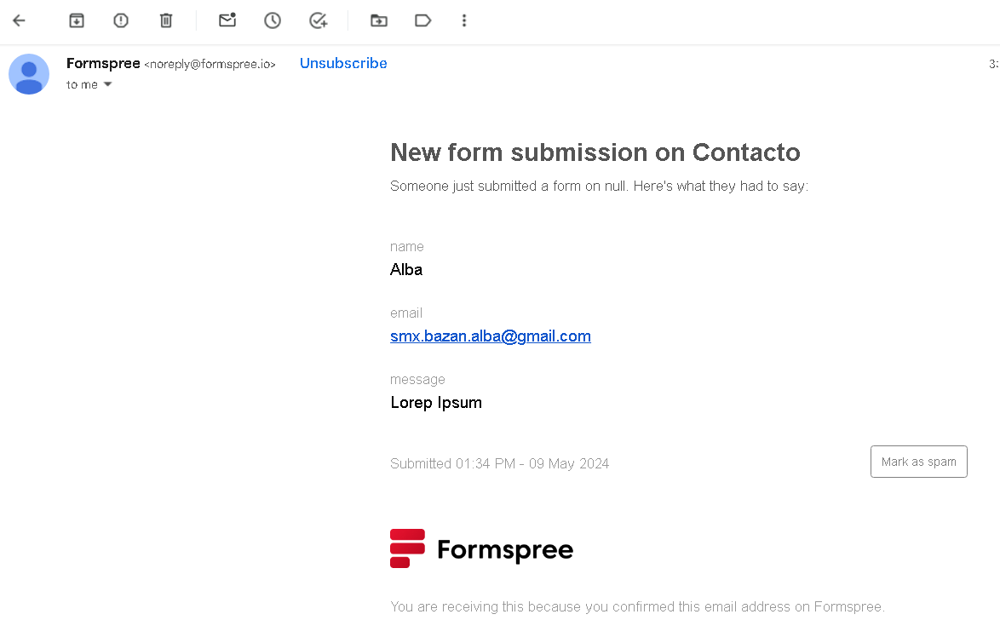 Formspree <noreply@formspree.io> Unsubscribe 3:
to me
New form submission on Contacto
Someone just submitted a form on null. Here's what they had to say:
name
Alba
email
smx.bazan.alba@gmail.com
message
Lorep Ipsum
Submitted 01:34 PM - 09 May 2024 Mark as spam
Formspree
You are receiving this because you confirmed this email address on Formspree.